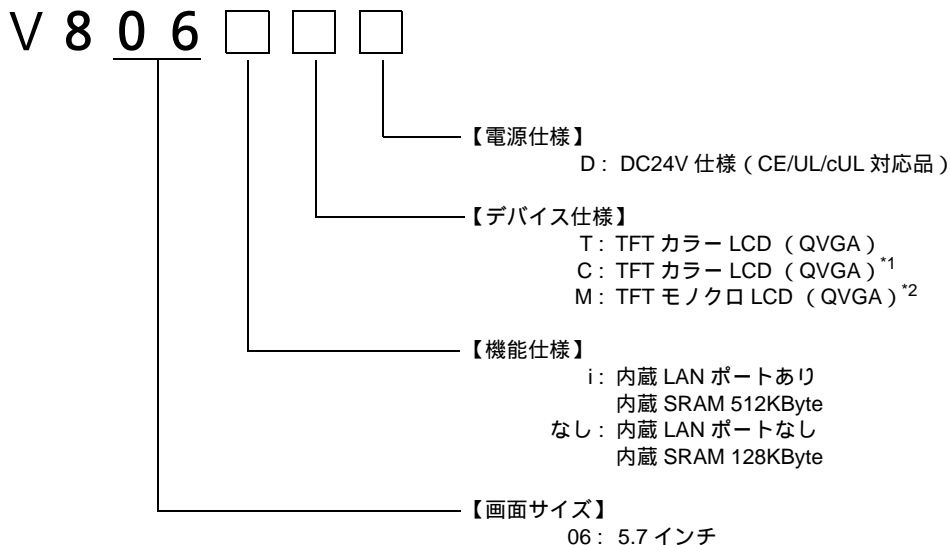 V 8 0 6 □ □ □
【電源仕様】
D : DC24V 仕様（CE/UL/cUL 対応品）
【デバイス仕様】
T : TFT カラー LCD （QVGA）
C : TFT カラー LCD （QVGA）*1
M : TFT モノクロ LCD （QVGA）*2
【機能仕様】
i : 内蔵 LAN ポートあり
内蔵 SRAM 512KByte
なし : 内蔵 LAN ポートなし
内蔵 SRAM 128KByte
【画面サイズ】
06 : 5.7 インチ